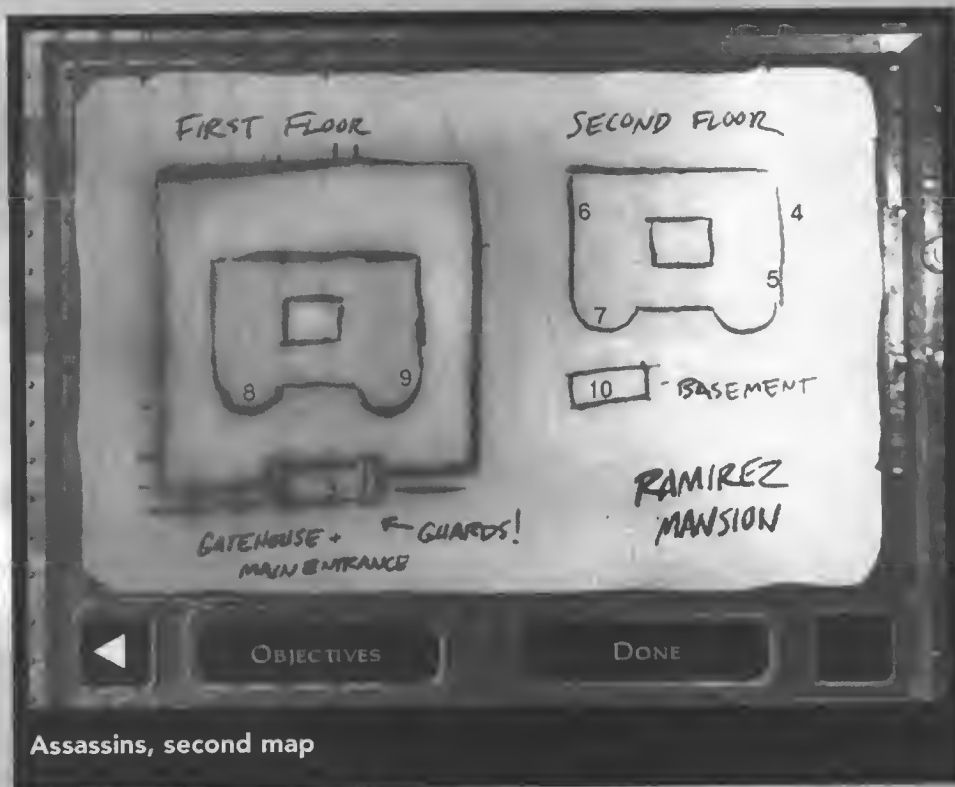 FIRST FLOOR
SECOND FLOOR
6
4
5
7
8
9
10 - BASEMENT
RAMIREZ
MANSION
GATEHOUSE +
MAIN ENTRANCE
← GUARDS!
OBJECTIVES
DONE
Assassins, second map